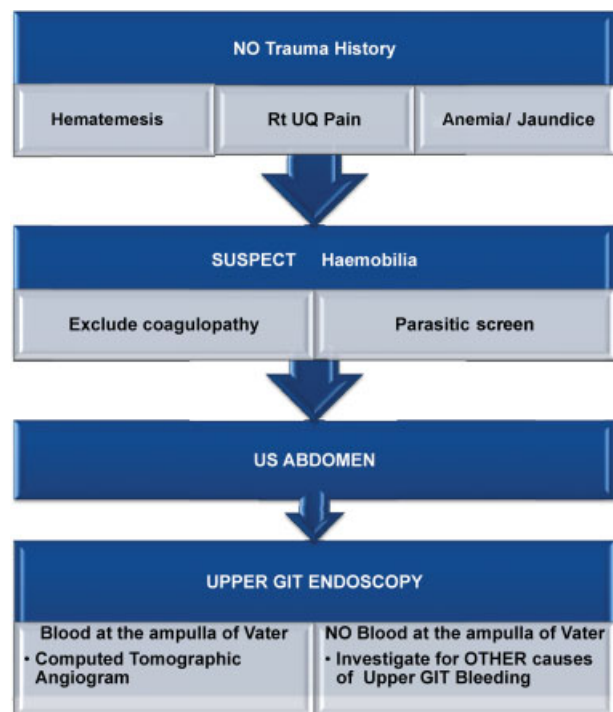 NO Trauma History
Hematemesis
Rt UQ Pain
Anemia/ Jaundice
SUSPECT Haemobilia
Exclude coagulopathy
Parasitic screen
US ABDOMEN
UPPER GIT ENDOSCOPY
Blood at the ampulla of Vater
• Computed Tomographic
Angiogram
NO Blood at the ampulla of Vater
• Investigate for OTHER causes
of Upper GIT Bleeding